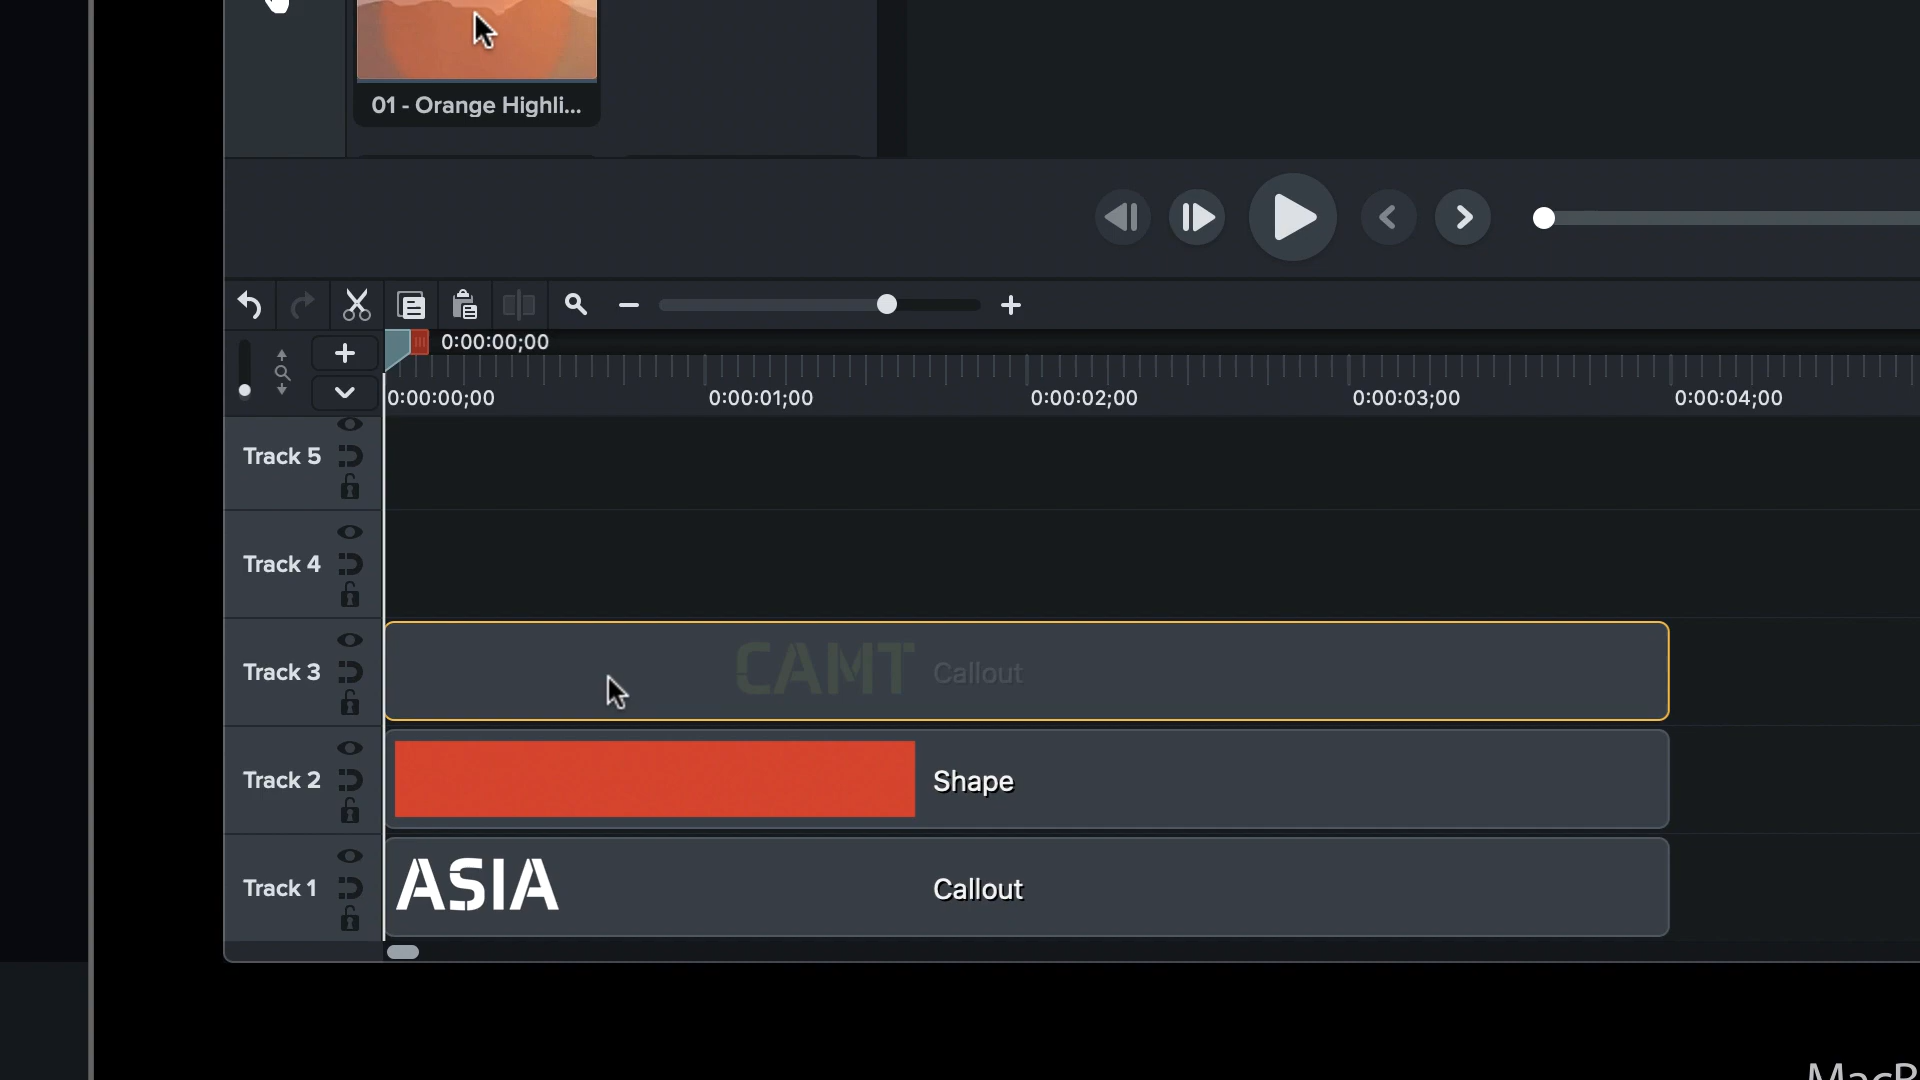 01 - Orange Highli...
0:00:00;00
0:00:00;00 0:00:01;00 0:00:02;00 0:00:03;00 0:00:04;00
Track 5
Track 4
Track 3 CAMT Callout
Track 2 Shape
Track 1 ASIA Callout